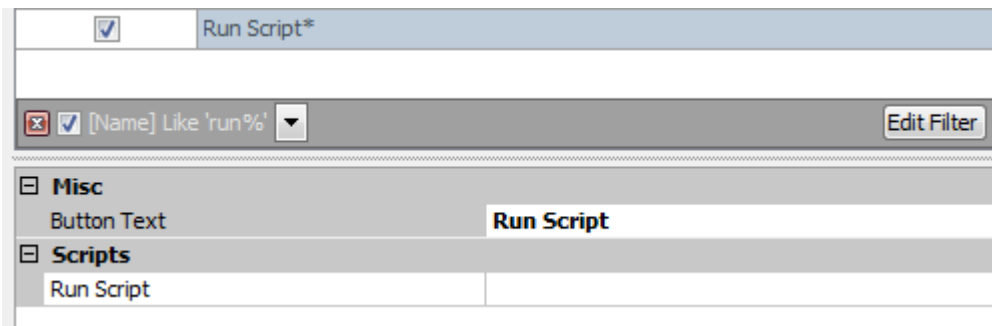 Run Script*
[Name] Like 'run%' Edit Filter
Misc
Button Text Run Script
Scripts
Run Script